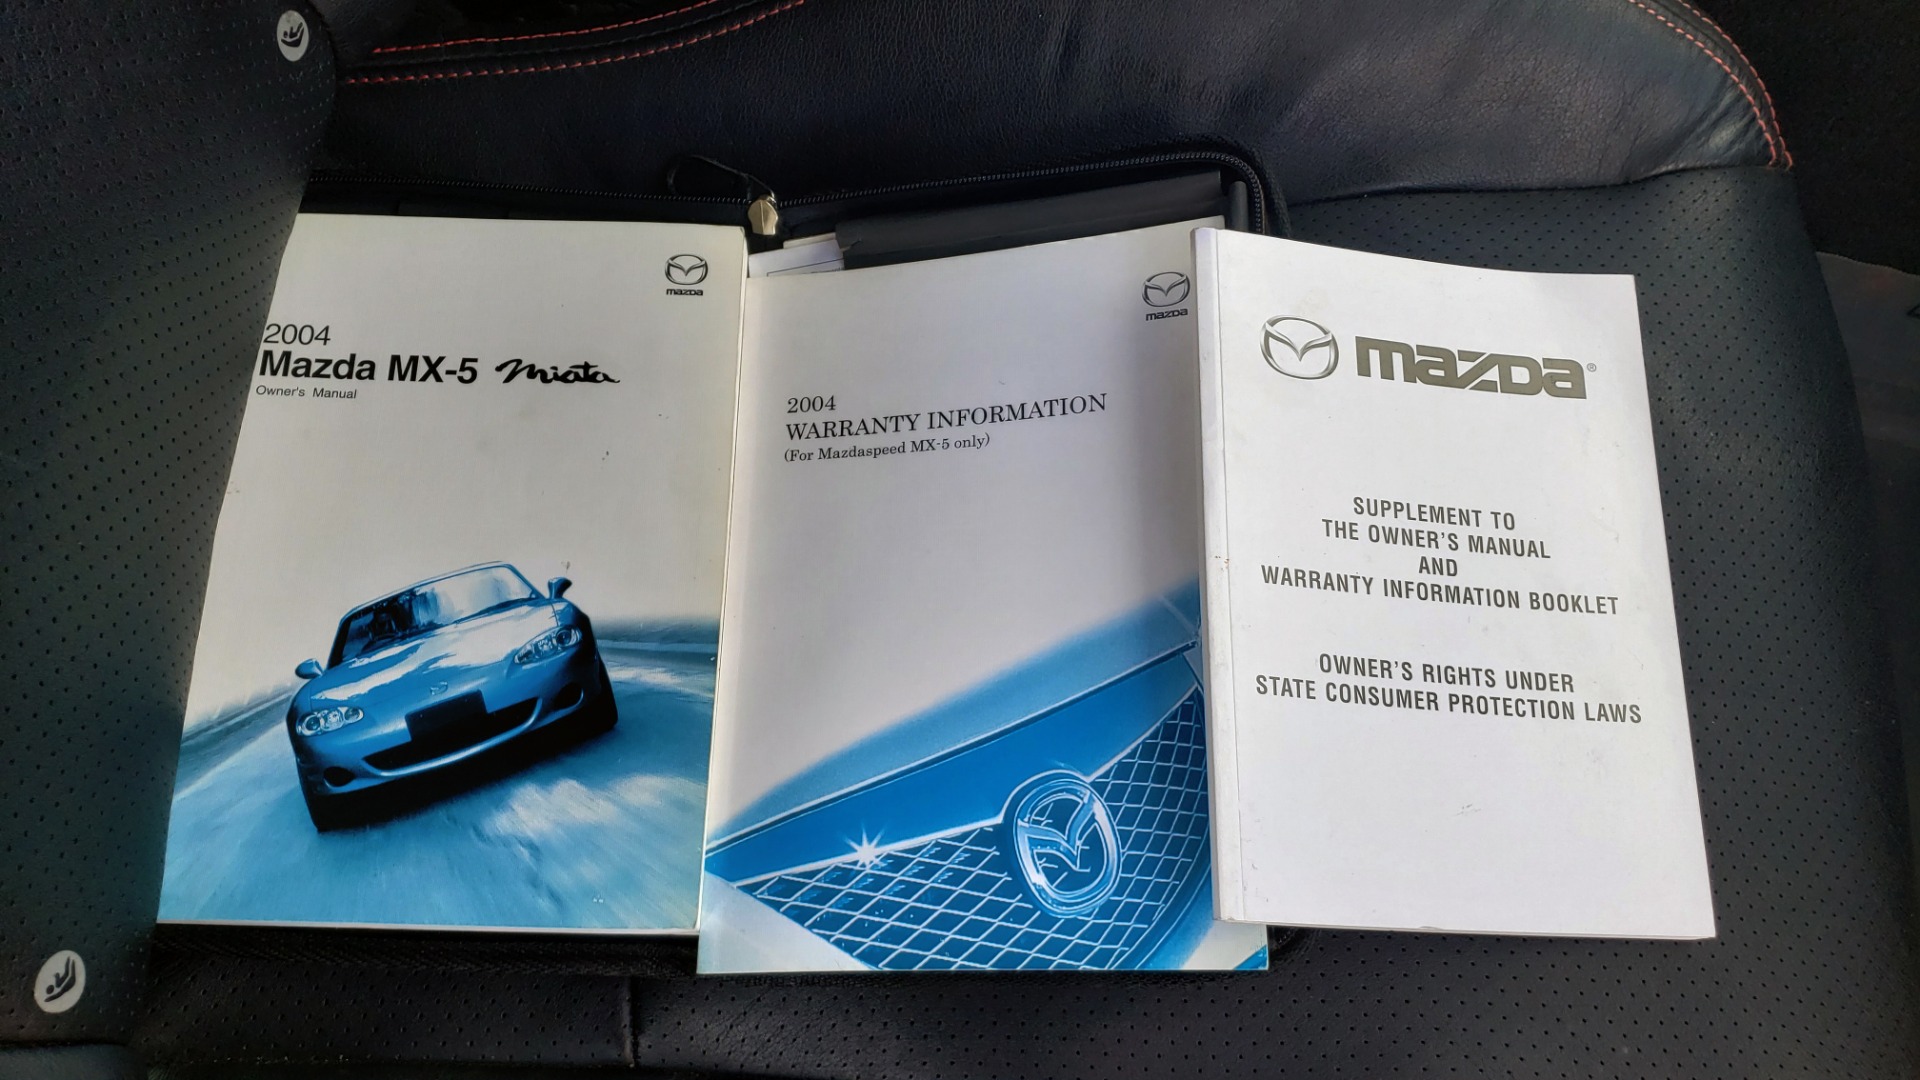 mazda
2004
Mazda MX-5 Miata
Owner's Manual
mazda
2004
WARRANTY INFORMATION
(For Mazdaspeed MX-5 only)
mazda®
SUPPLEMENT TO
THE OWNER'S MANUAL
AND
WARRANTY INFORMATION BOOKLET
OWNER'S RIGHTS UNDER
STATE CONSUMER PROTECTION LAWS